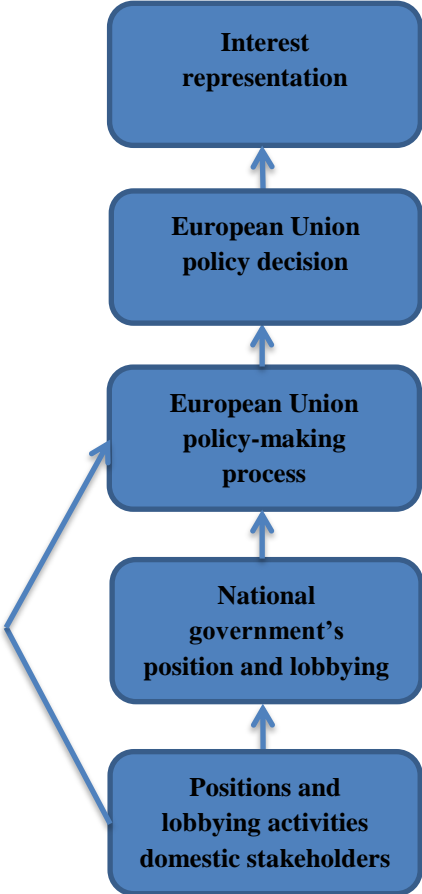 Interest
representation
European Union
policy decision
European Union
policy-making
process
National
government’s
position and lobbying
Positions and
lobbying activities
domestic stakeholders